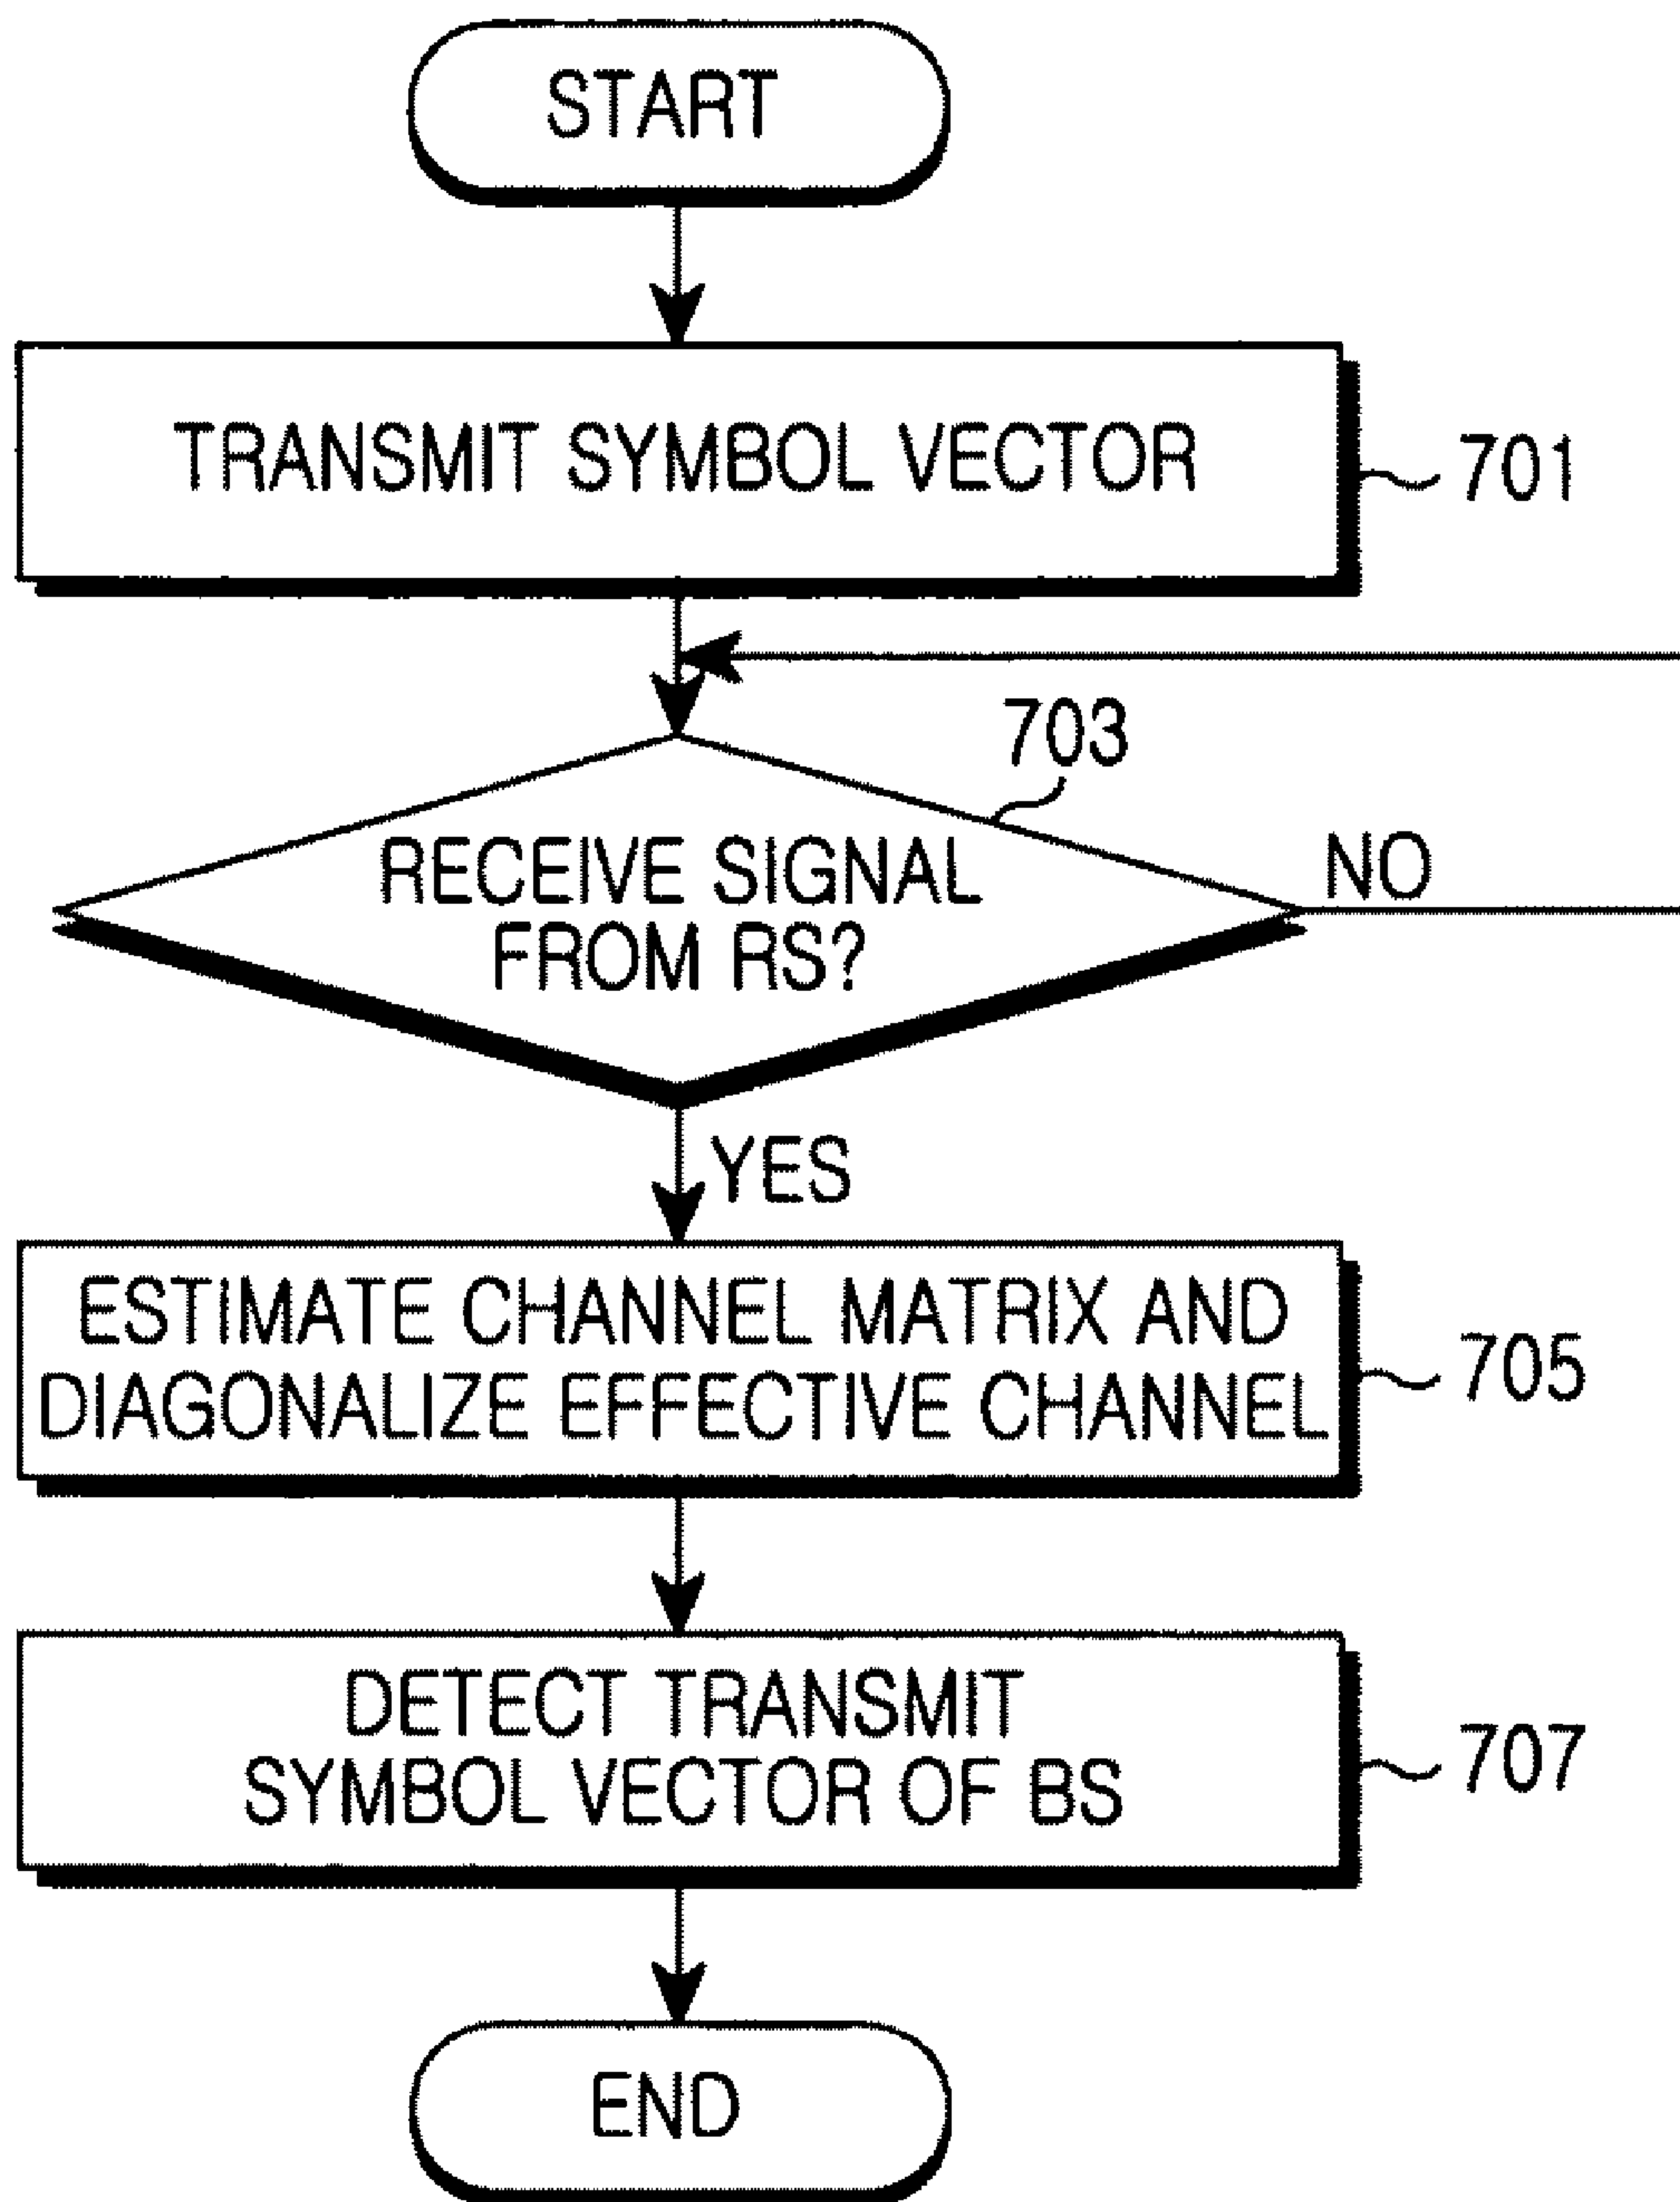 START
TRANSMIT SYMBOL VECTOR
701
703
RECEIVE SIGNAL
FROM RS?
NO
YES
ESTIMATE CHANNEL MATRIX AND
DIAGONALIZE EFFECTIVE CHANNEL
705
DETECT TRANSMIT
SYMBOL VECTOR OF BS
707
END